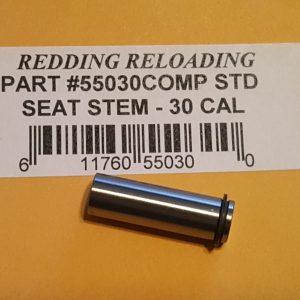 REDDING RELOADING
PART #55030COMP STD
SEAT STEM - 30 CAL
6 11760 55030 0